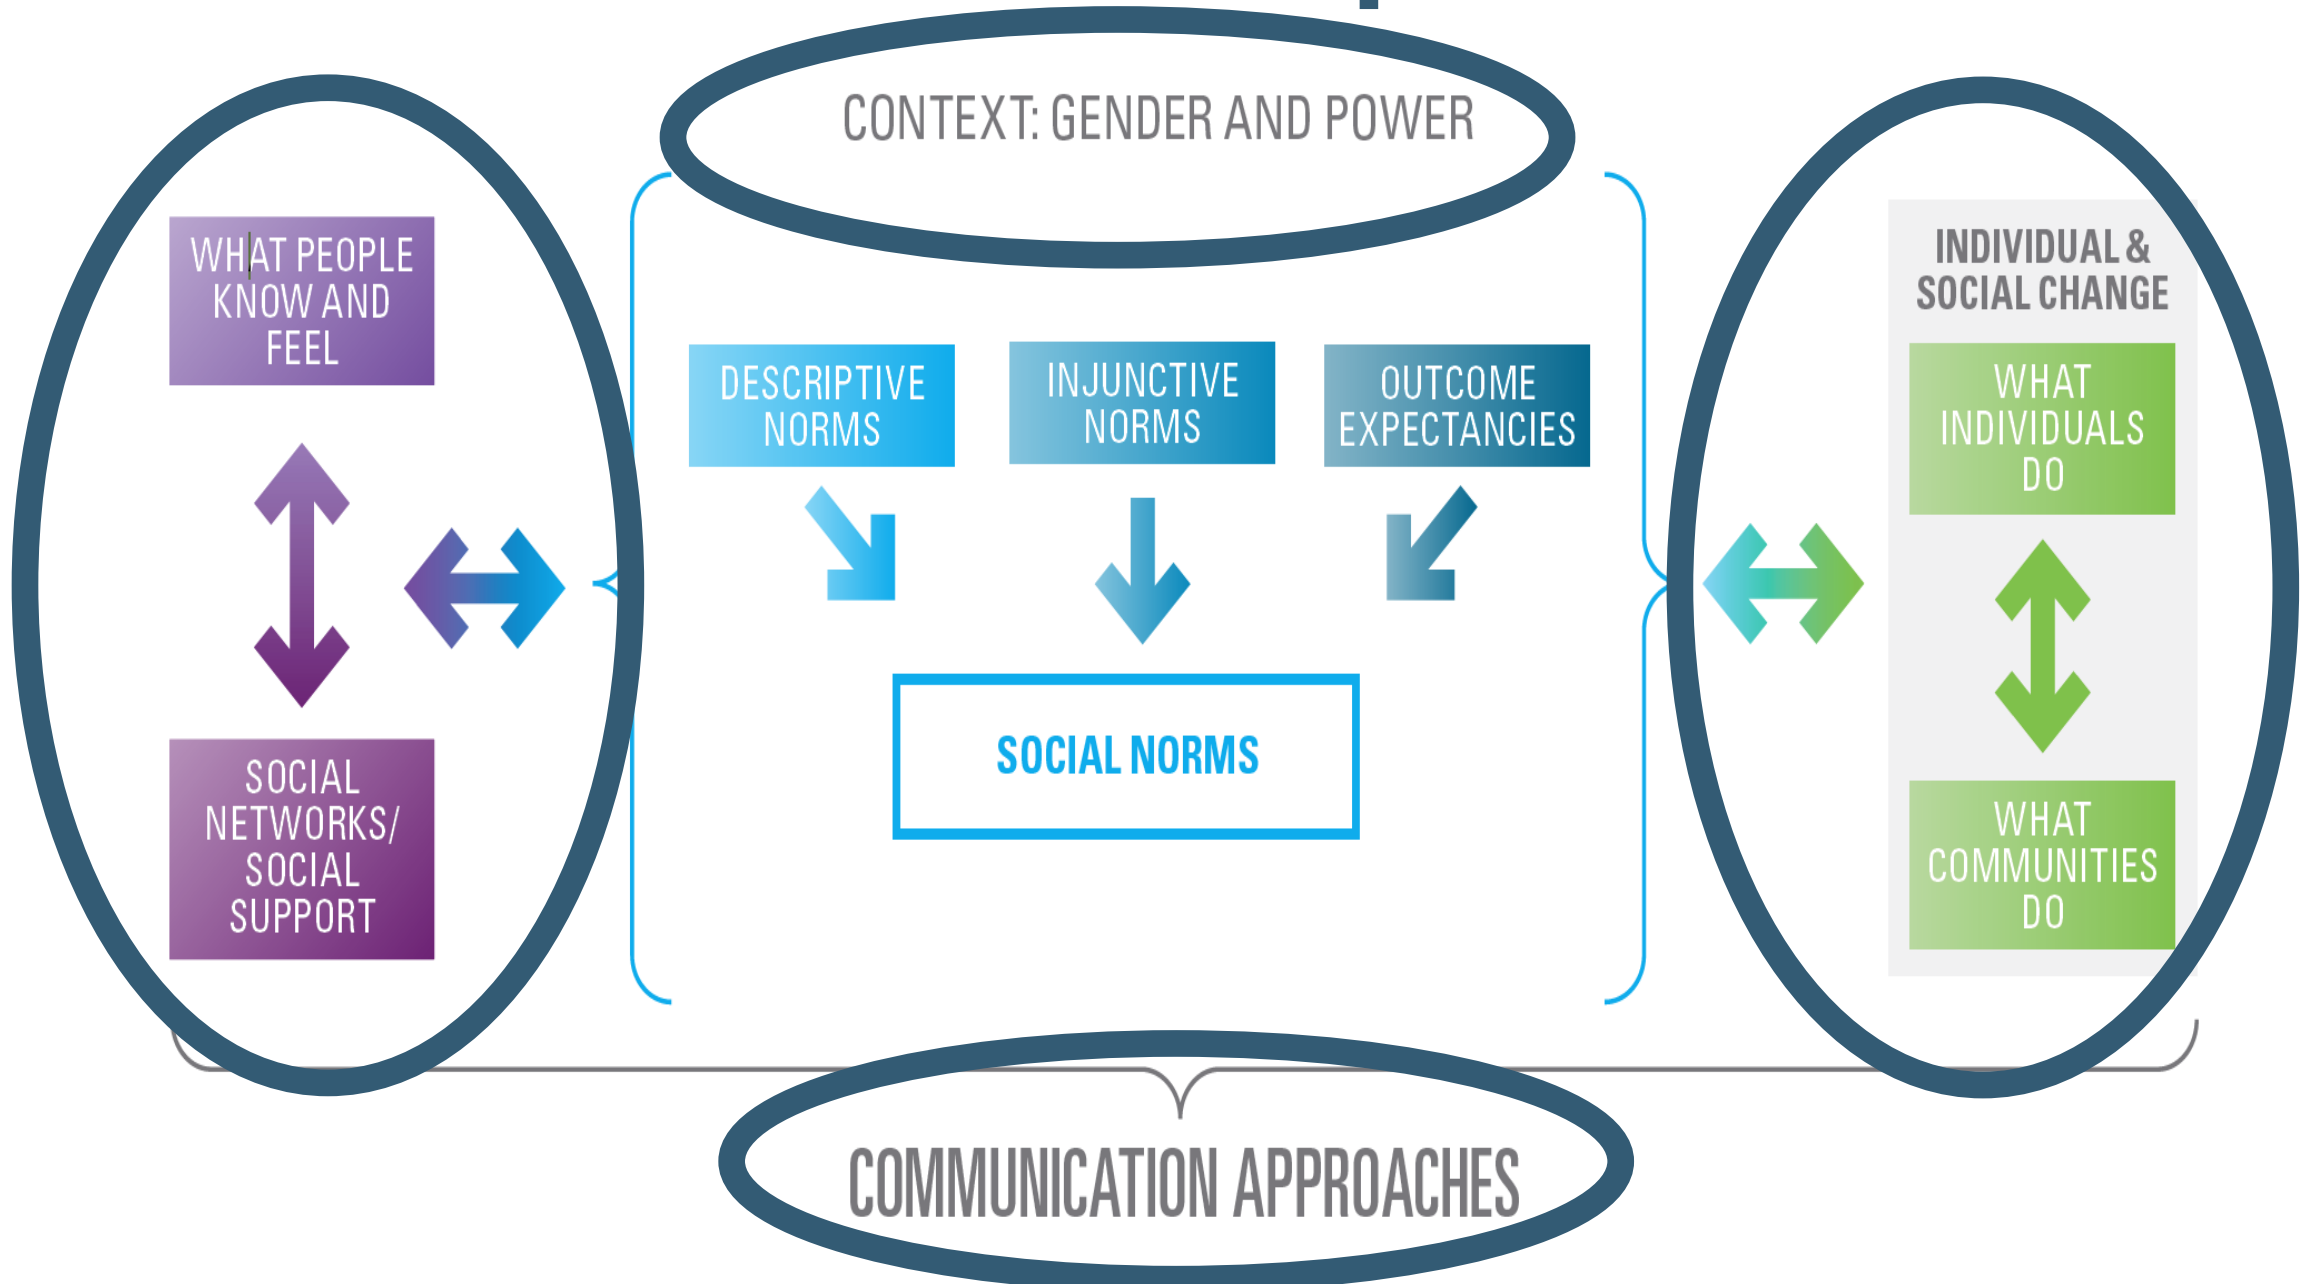 CONTEXT: GENDER AND POWER
WHAT PEOPLE
KNOW AND
FEEL
SOCIAL
NETWORKS/
SOCIAL
SUPPORT
DESCRIPTIVE
NORMS
INJUNCTIVE
NORMS
OUTCOME
EXPECTANCIES
SOCIAL NORMS
INDIVIDUAL &
SOCIAL CHANGE
WHAT
INDIVIDUALS
DO
WHAT
COMMUNITIES
DO
COMMUNICATION APPROACHES